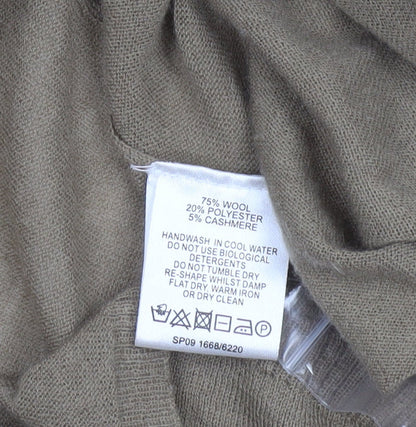 75% WOOL
20% POLYESTER
5% CASHMERE
HANDWASH IN COOL WATER
DO NOT USE BIOLOGICAL
DETERGENTS
DO NOT TUMBLE DRY
RE-SHAPE WHILST DAMP
FLAT DRY, WARM IRON
OR DRY CLEAN
P
SP09 1668/6220